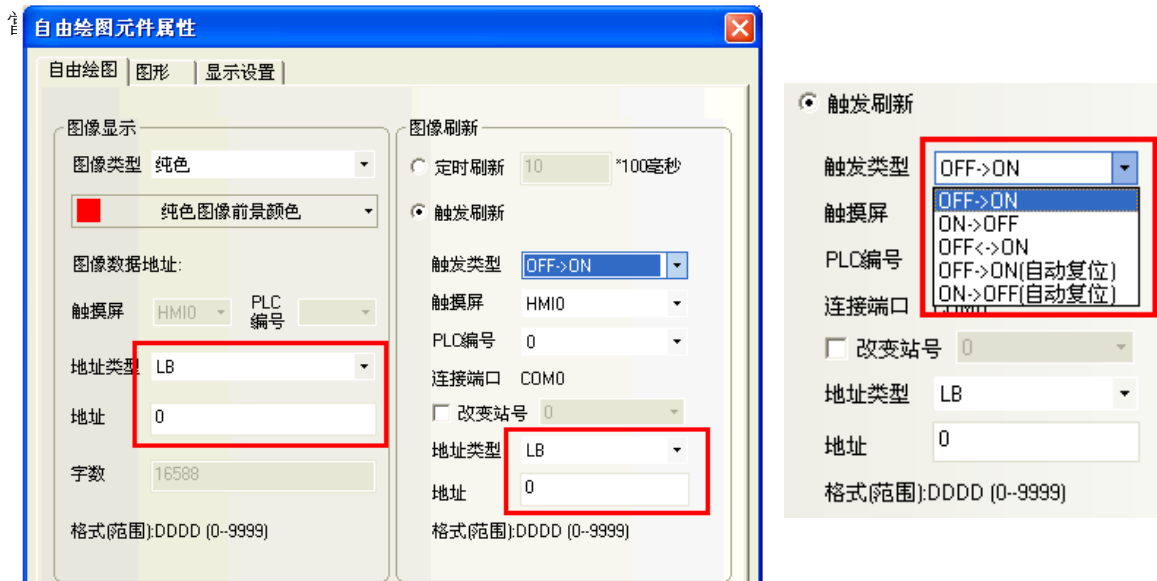 自由绘图元件属性
自由绘图 图形 显示设置
图像显示
图像类型 纯色
纯色图像前景颜色
图像数据地址:
触摸屏 HMI0 PLC编号
地址类型 LB
地址 0
字数 16588
格式(范围):DDDD (0--9999)
图像刷新
定时刷新 10 *100毫秒
触发刷新
触发类型 OFF->ON
触摸屏 HMI0
PLC编号 0
连接端口 COM0
改变站号 0
地址类型 LB
地址 0
格式(范围):DDDD (0--9999)
触发刷新
触发类型 OFF->ON
OFF->ON
ON->OFF
OFF<->ON
OFF->ON(自动复位)
ON->OFF(自动复位)
触摸屏
PLC编号
连接端口 COM0
改变站号 0
地址类型 LB
地址 0
格式(范围):DDDD (0--9999)